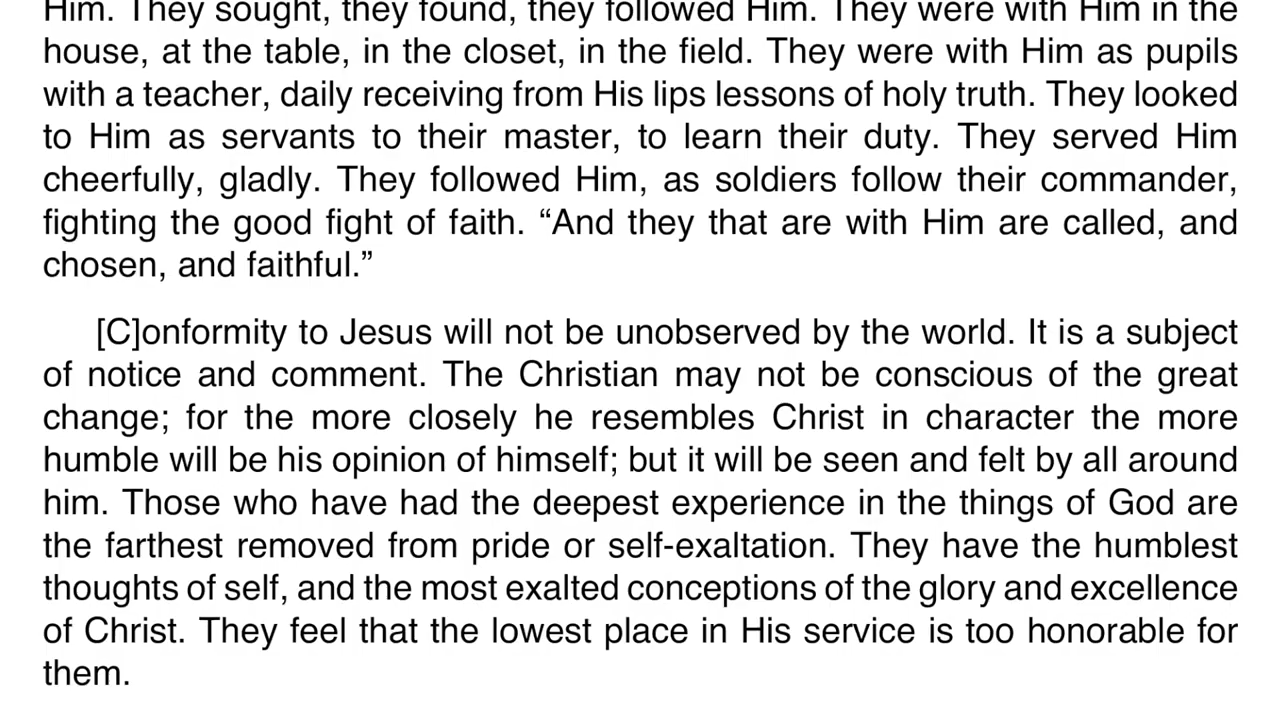 Him. They sought, they found, they followed Him. They were with Him in the
house, at the table, in the closet, in the field. They were with Him as pupils
with a teacher, daily receiving from His lips lessons of holy truth. They looked
to Him as servants to their master, to learn their duty. They served Him
cheerfully, gladly. They followed Him, as soldiers follow their commander,
fighting the good fight of faith. “And they that are with Him are called, and
chosen, and faithful.”
[C]onformity to Jesus will not be unobserved by the world. It is a subject
of notice and comment. The Christian may not be conscious of the great
change; for the more closely he resembles Christ in character the more
humble will be his opinion of himself; but it will be seen and felt by all around
him. Those who have had the deepest experience in the things of God are
the farthest removed from pride or self-exaltation. They have the humblest
thoughts of self, and the most exalted conceptions of the glory and excellence
of Christ. They feel that the lowest place in His service is too honorable for
them.